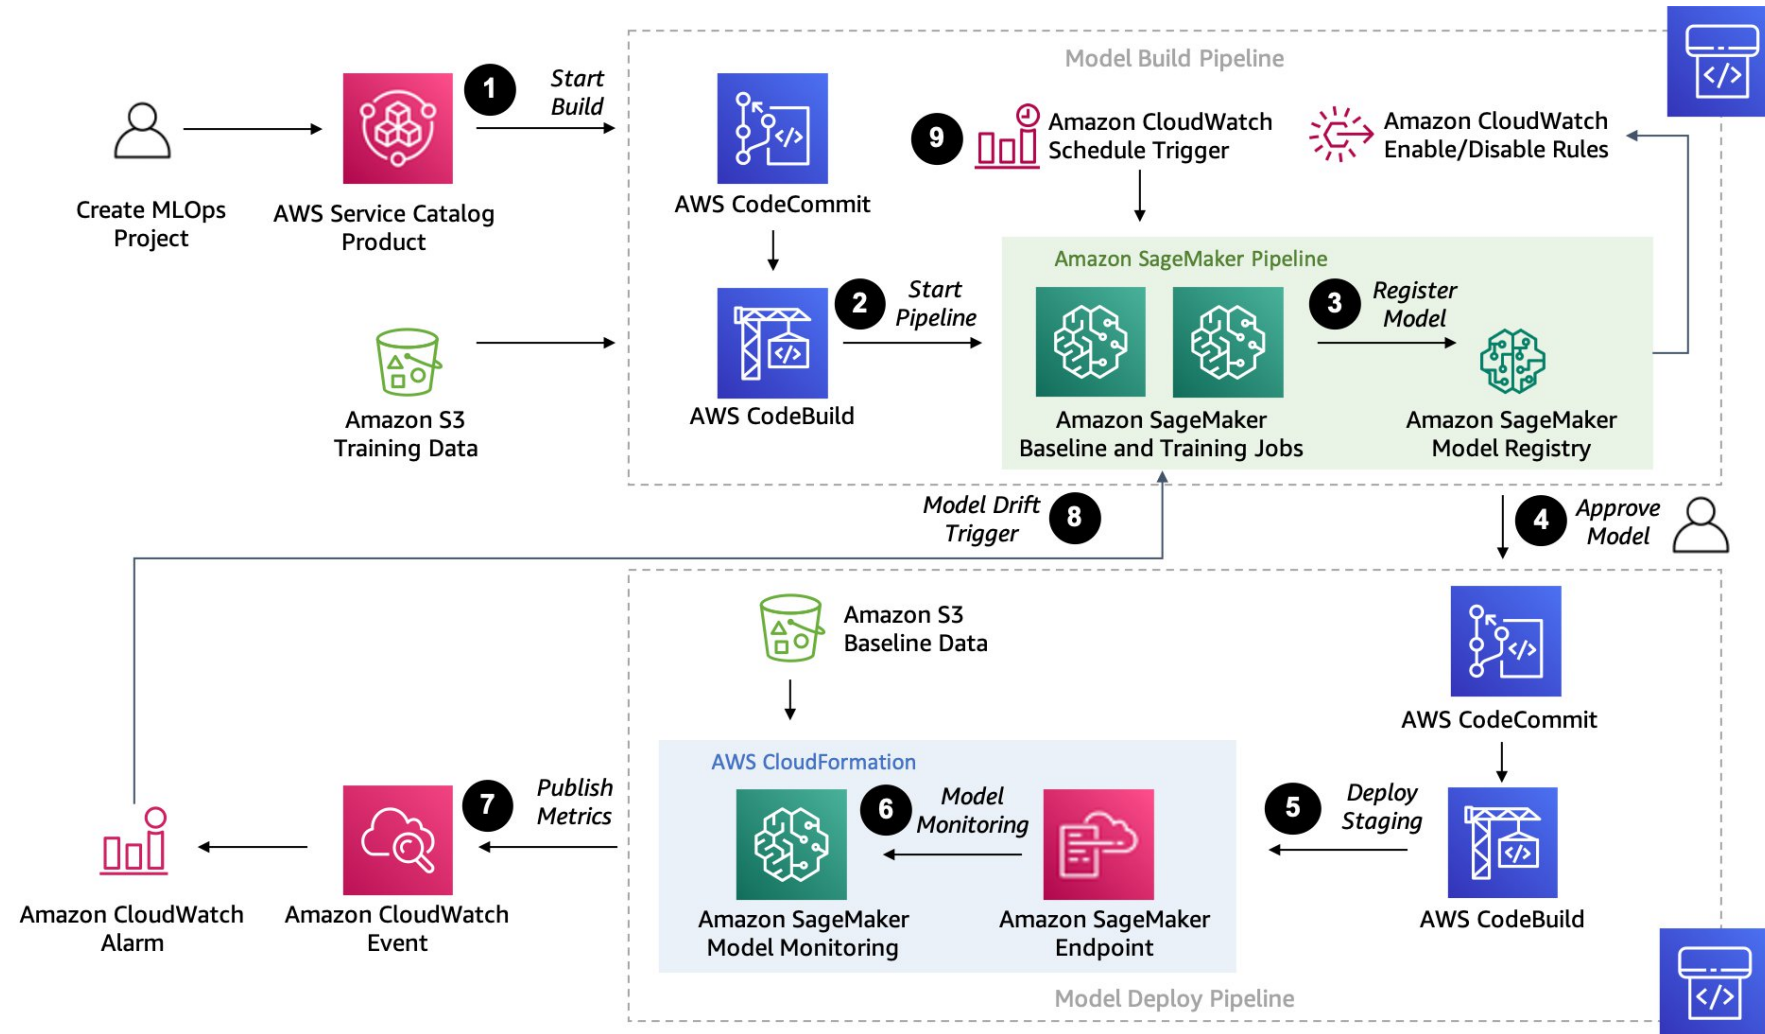 Model Build Pipeline
1
Start
Build
Create MLOps
Project
AWS Service Catalog
Product
AWS CodeCommit
9
Amazon CloudWatch
Schedule Trigger
Amazon CloudWatch
Enable/Disable Rules
Amazon S3
Training Data
AWS CodeBuild
2
Start
Pipeline
Amazon SageMaker Pipeline
3
Register
Model
Amazon SageMaker
Baseline and Training Jobs
Amazon SageMaker
Model Registry
Model Drift
Trigger
8
4
Approve
Model
Amazon S3
Baseline Data
AWS CodeCommit
AWS CloudFormation
5
Deploy
Staging
AWS CodeBuild
6
Model
Monitoring
Amazon SageMaker
Model Monitoring
Amazon SageMaker
Endpoint
7
Publish
Metrics
Amazon CloudWatch
Alarm
Amazon CloudWatch
Event
Model Deploy Pipeline